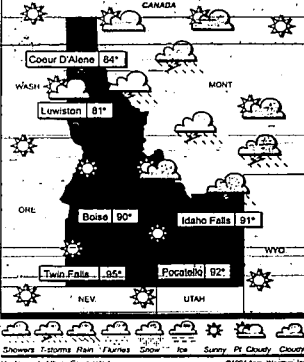 CANADA
Coeur D'Alene 84°
WASH
MONT
Luwiston 81°
ORE
Boise 90°
Idaho Falls 91°
WYO
Twin Falls 95°
Pocatello 92°
NEV.
UTAH
Showers T-storms Rain Flurries Snow Ice Sunny Pt Cloudy Cloudy